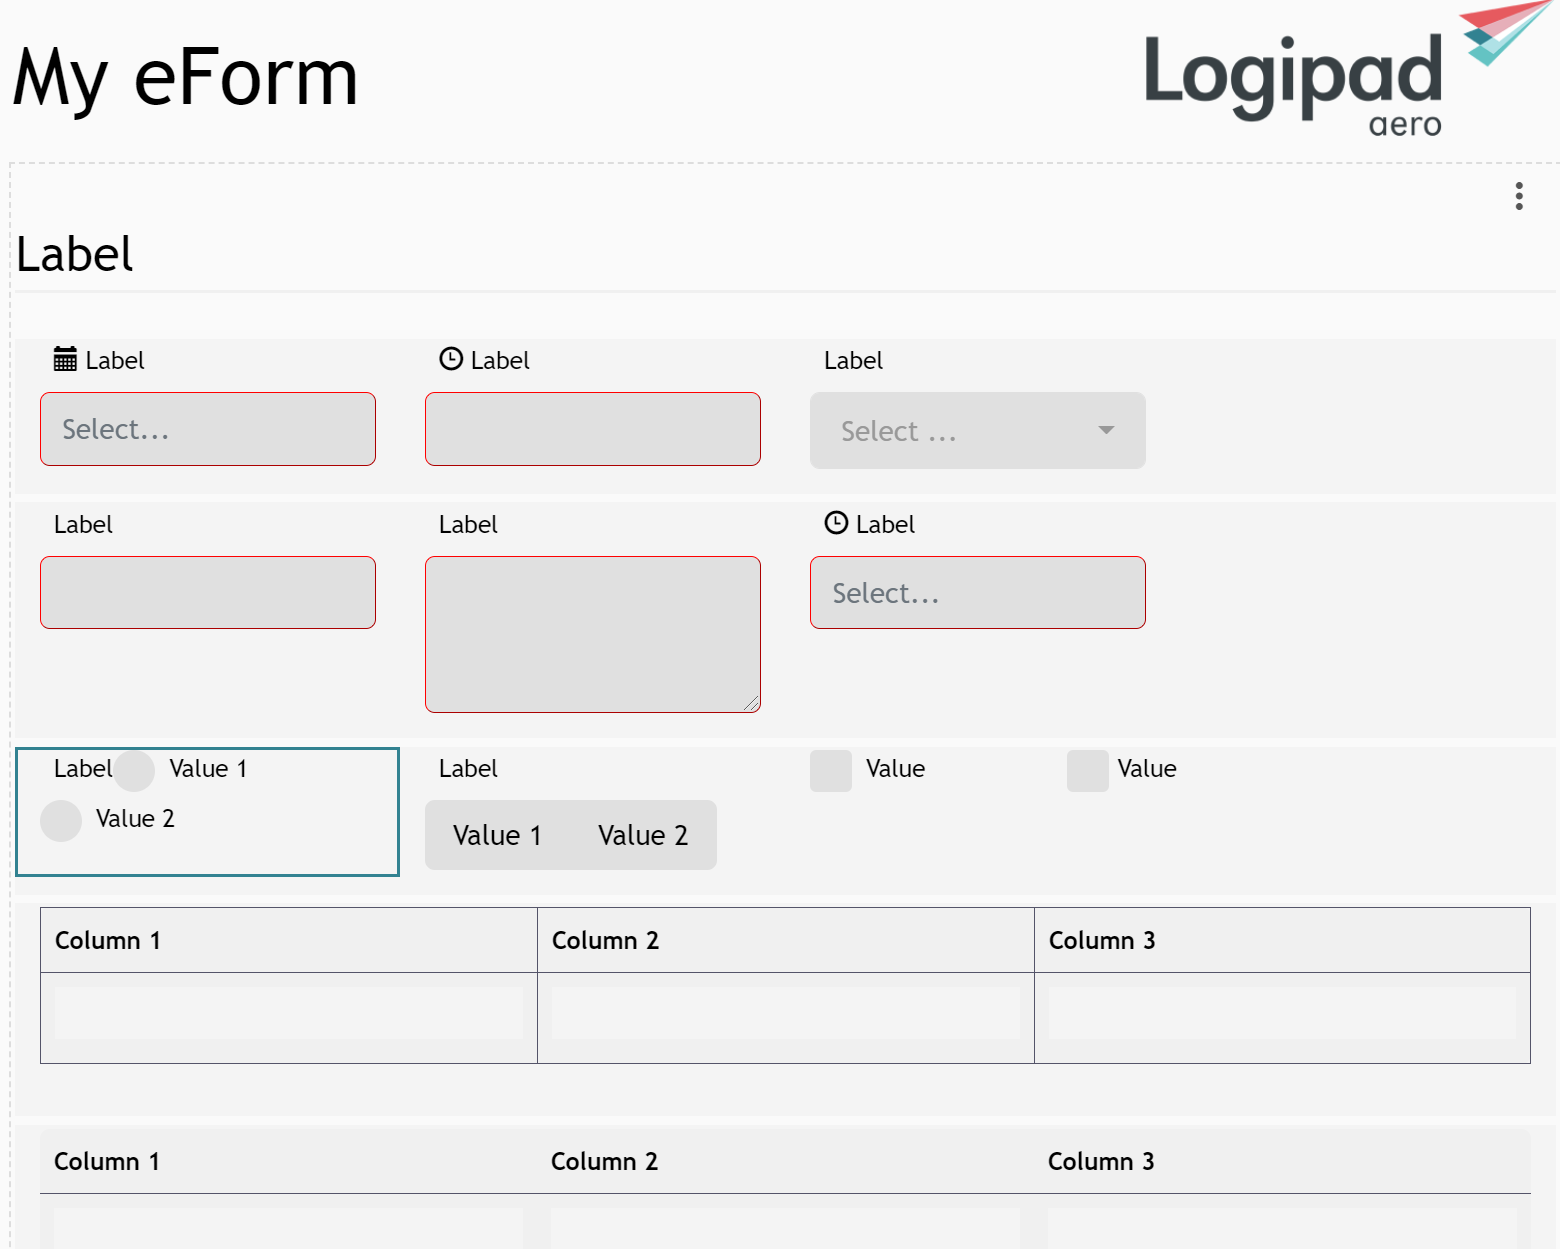 My eForm
Logipad
aero
Label
Label Label Label
Select... Select ...
Label Label Label
Select...
Label Value 1 Label Value Value
Value 2
Value 1 Value 2
Column 1 Column 2 Column 3
Column 1 Column 2 Column 3